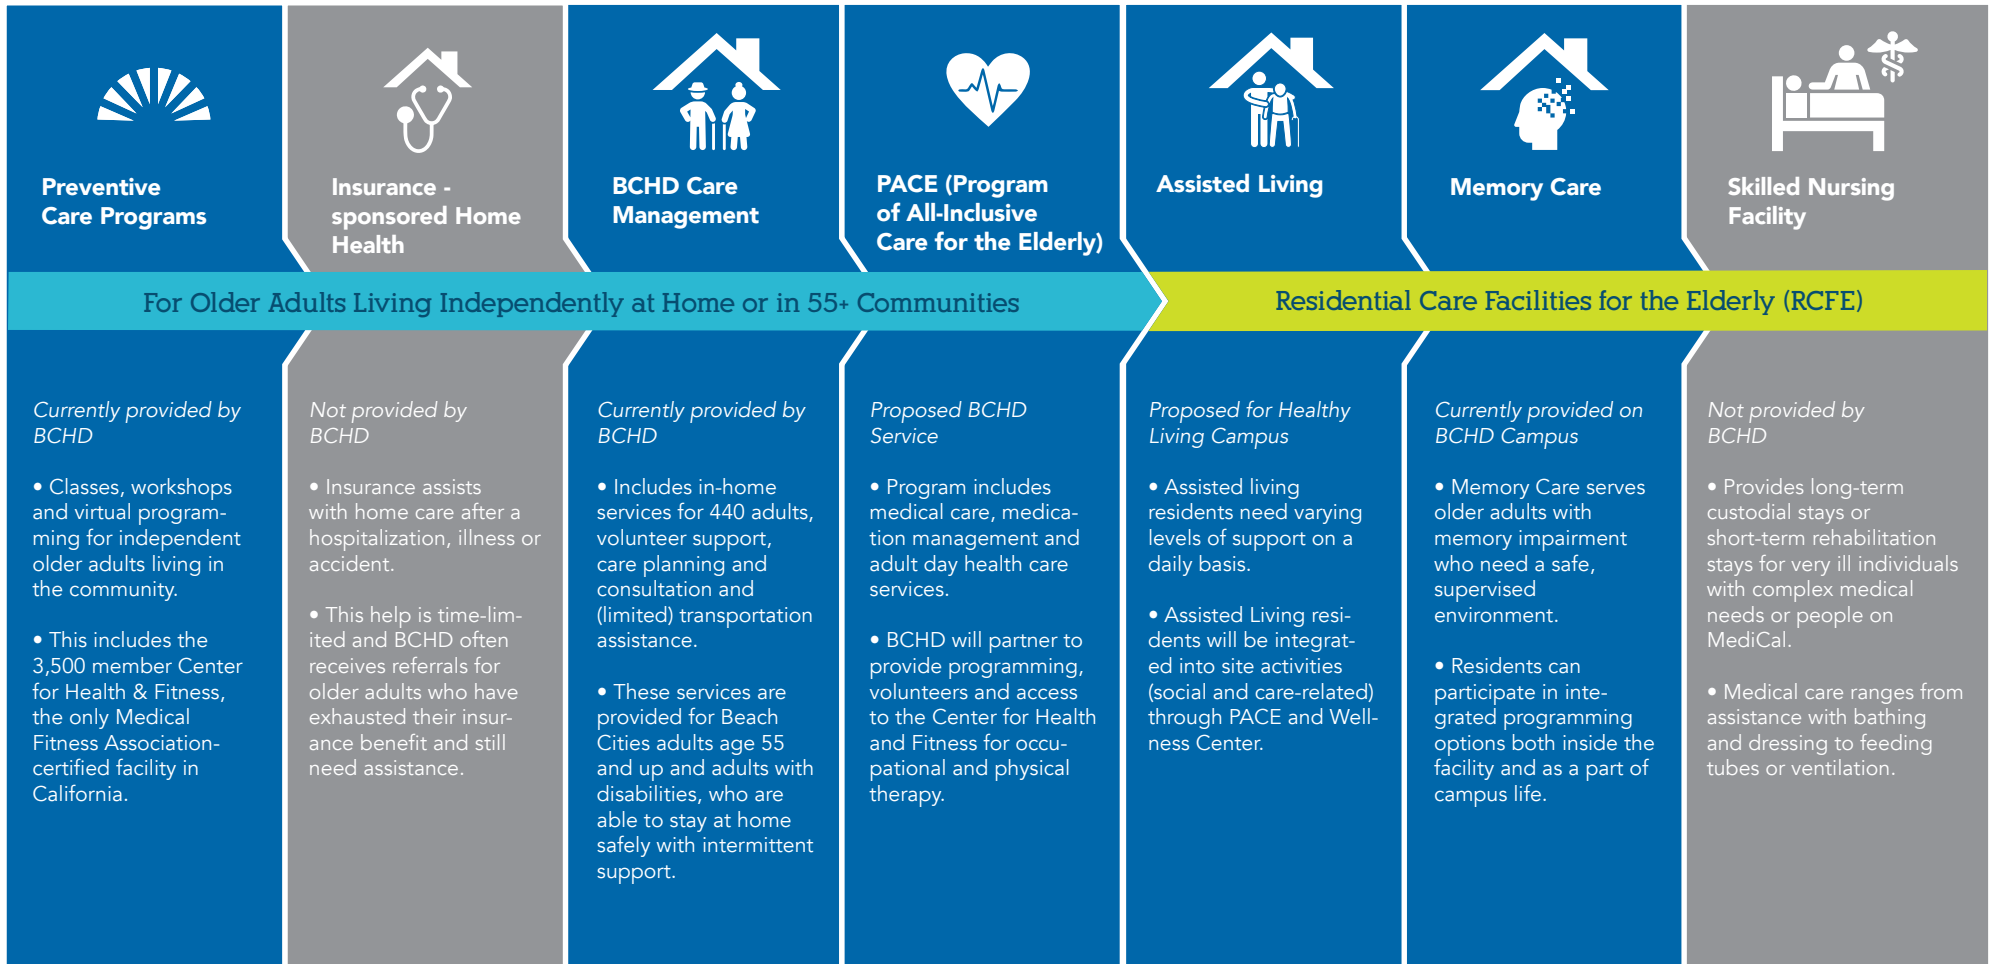 Preventive
Care Programs
Insurance -
sponsored Home
Health
BCHD Care
Management
PACE (Program
of All-Inclusive
Care for the Elderly)
Assisted Living
Memory Care
Skilled Nursing
Facility
For Older Adults Living Independently at Home or in 55+ Communities
Residential Care Facilities for the Elderly (RCFE)
Currently provided by
BCHD
• Classes, workshops
and virtual program-
ming for independent
older adults living in
the community.
• This includes the
3,500 member Center
for Health & Fitness,
the only Medical
Fitness Association-
certified facility in
California.
Not provided by
BCHD
• Insurance assists
with home care after a
hospitalization, illness or
accident.
• This help is time-lim-
ited and BCHD often
receives referrals for
older adults who have
exhausted their insur-
ance benefit and still
need assistance.
Currently provided by
BCHD
• Includes in-home
services for 440 adults,
volunteer support,
care planning and
consultation and
(limited) transportation
assistance.
• These services are
provided for Beach
Cities adults age 55
and up and adults with
disabilities, who are
able to stay at home
safely with intermittent
support.
Proposed BCHD
Service
• Program includes
medical care, medica-
tion management and
adult day health care
services.
• BCHD will partner to
provide programming,
volunteers and access
to the Center for Health
and Fitness for occu-
pational and physical
therapy.
Proposed for Healthy
Living Campus
• Assisted living
residents need varying
levels of support on a
daily basis.
• Assisted Living resi-
dents will be integrat-
ed into site activities
(social and care-related)
through PACE and Well-
ness Center.
Currently provided on
BCHD Campus
• Memory Care serves
older adults with
memory impairment
who need a safe,
supervised
environment.
• Residents can
participate in inte-
grated programming
options both inside the
facility and as a part of
campus life.
Not provided by
BCHD
• Provides long-term
custodial stays or
short-term rehabilitation
stays for very ill individuals
with complex medical
needs or people on
MediCal.
• Medical care ranges from
assistance with bathing
and dressing to feeding
tubes or ventilation.